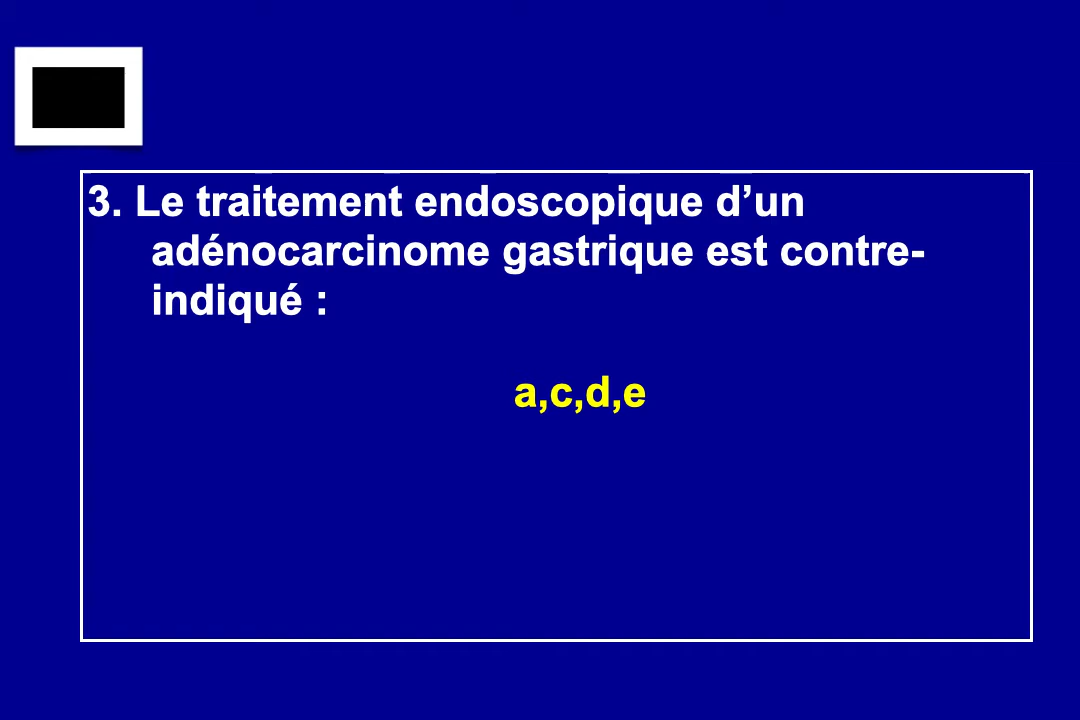 3. Le traitement endoscopique d’un
adénocarcinome gastrique est contre-
indiqué :
a,c,d,e